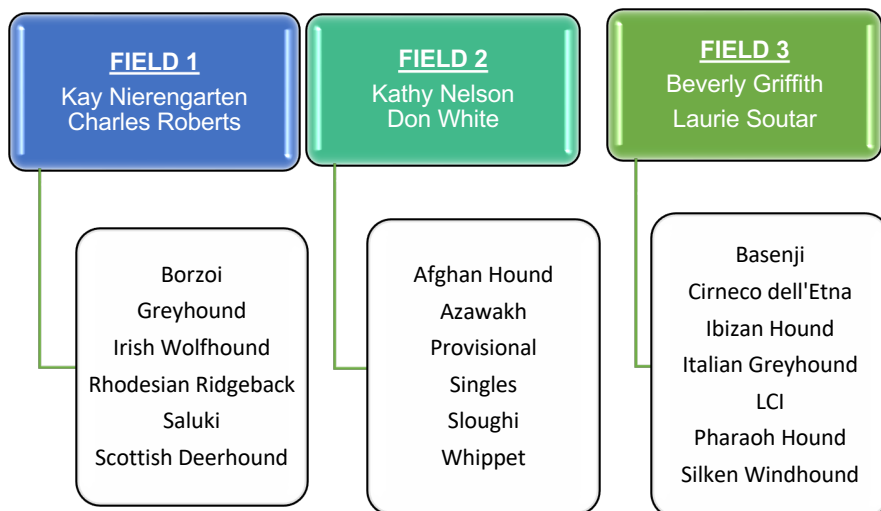 FIELD 1
Kay Nierengarten
Charles Roberts
Borzoi
Greyhound
Irish Wolfhound
Rhodesian Ridgeback
Saluki
Scottish Deerhound
FIELD 2
Kathy Nelson
Don White
Afghan Hound
Azawakh
Provisional
Singles
Sloughi
Whippet
FIELD 3
Beverly Griffith
Laurie Soutar
Basenji
Cirneco dell'Etna
Ibizan Hound
Italian Greyhound
LCI
Pharaoh Hound
Silken Windhound